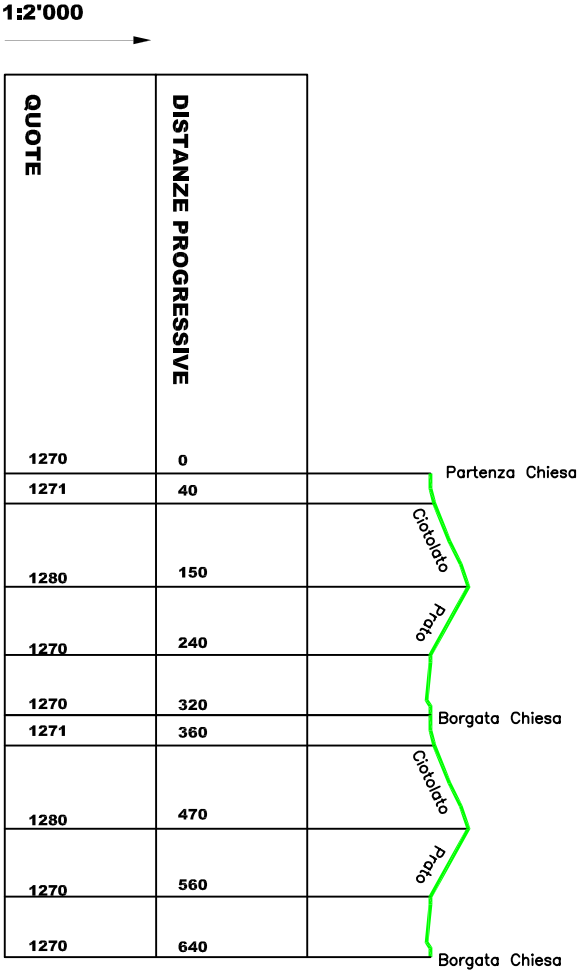 1:2'000
QUOTE
DISTANZE PROGRESSIVE
1270 0 Partenza Chiesa
1271 40
Ciotolato
1280 150
Prato
1270 240
1270 320 Borgata Chiesa
1271 360
Ciotolato
1280 470
Prato
1270 560
1270 640 Borgata Chiesa